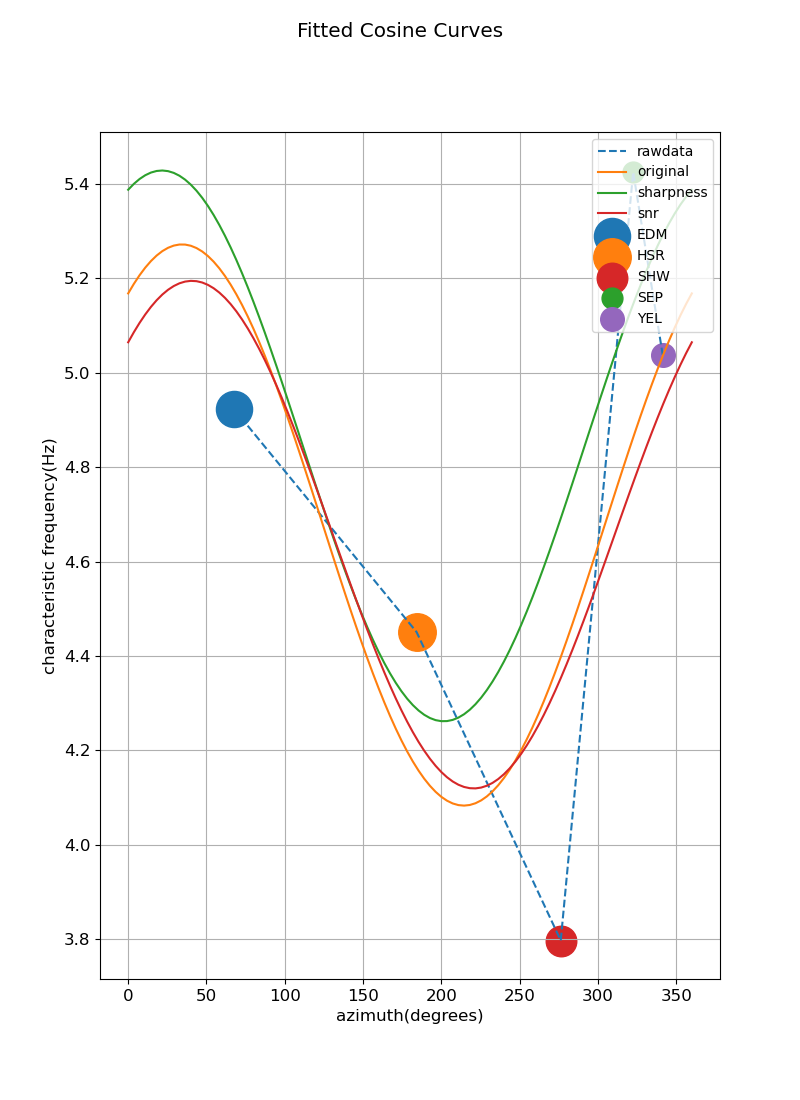 Fitted Cosine Curves
rawdata
original
sharpness
snr
EDM
HSR
SHW
SEP
YEL
characteristic frequency(Hz)
5.4
5.2
5.0
4.8
4.6
4.4
4.2
4.0
3.8
0 50 100 150 200 250 300 350
azimuth(degrees)